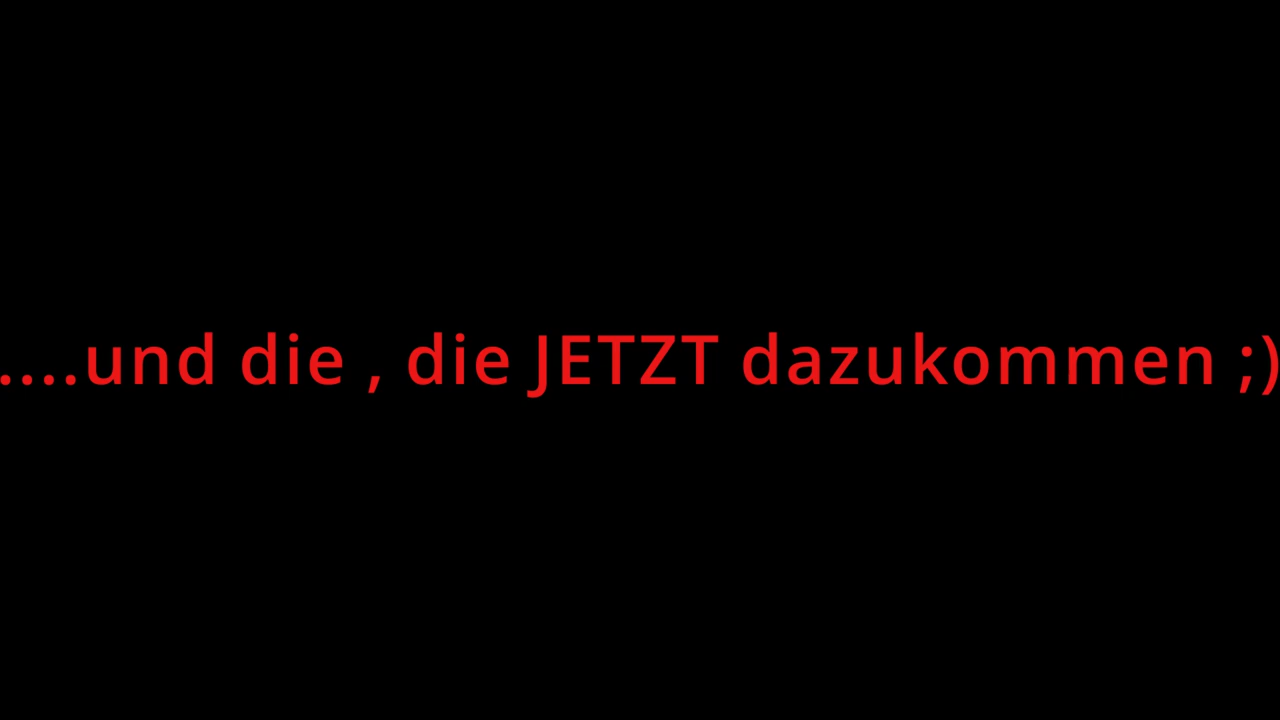 ....und die , die JETZT dazukommen ;)